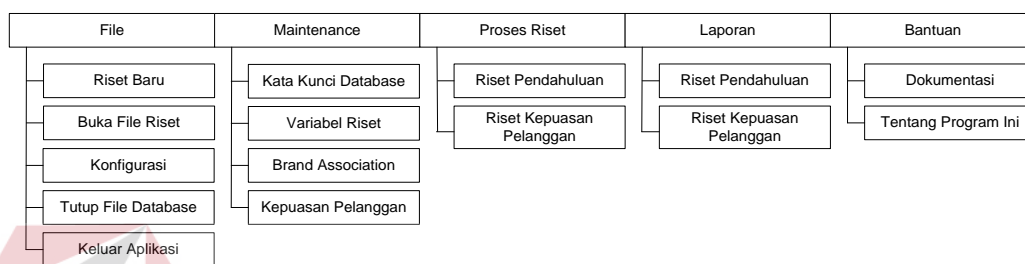 File
Maintenance
Proses Riset
Laporan
Bantuan
Riset Baru
Buka File Riset
Konfigurasi
Tutup File Database
Keluar Aplikasi
Kata Kunci Database
Variabel Riset
Brand Association
Kepuasan Pelanggan
Riset Pendahuluan
Riset Kepuasan
Pelanggan
Riset Pendahuluan
Riset Kepuasan
Pelanggan
Dokumentasi
Tentang Program Ini